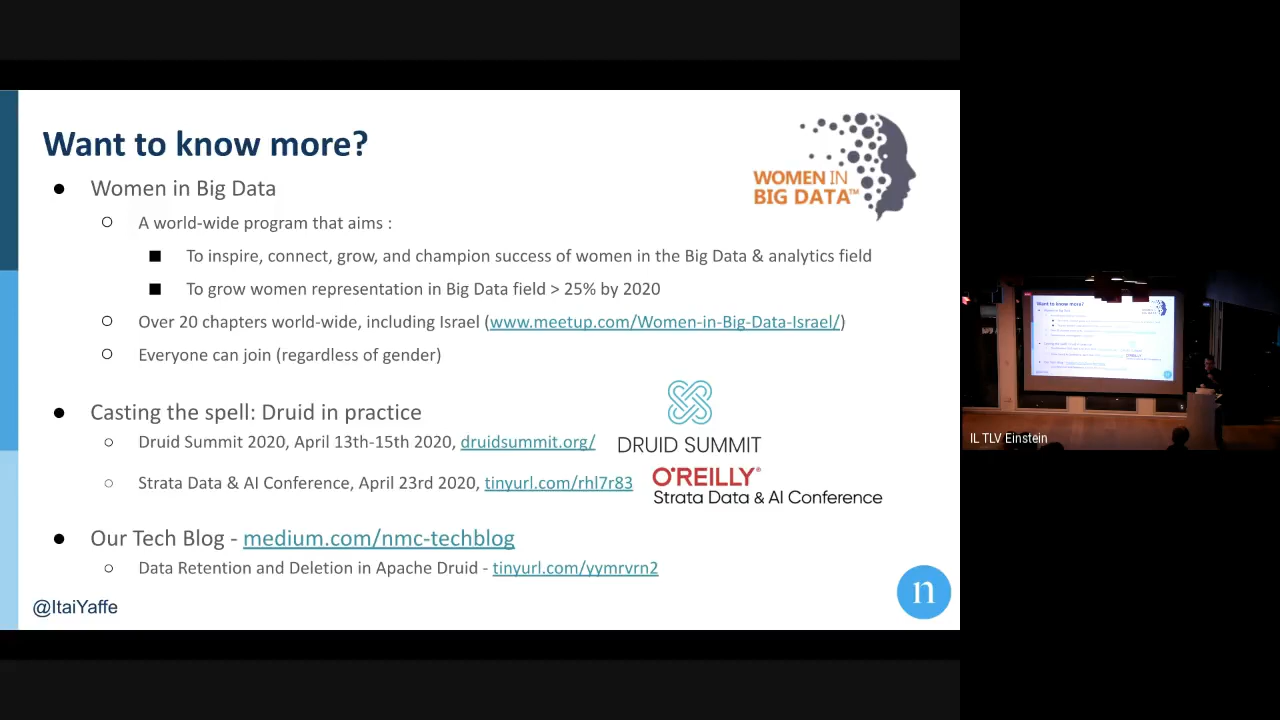 Want to know more?
WOMEN IN
BIG DATA™
● Women in Big Data
○ A world-wide program that aims :
■ To inspire, connect, grow, and champion success of women in the Big Data & analytics field
■ To grow women representation in Big Data field > 25% by 2020
○ Over 20 chapters world-wide, including Israel (www.meetup.com/Women-in-Big-Data-Israel/)
○ Everyone can join (regardless of gender)
● Casting the spell: Druid in practice
○ Druid Summit 2020, April 13th-15th 2020, druidsummit.org/
DRUID SUMMIT
○ Strata Data & AI Conference, April 23rd 2020, tinyurl.com/rhl7r83
O'REILLY®
Strata Data & AI Conference
● Our Tech Blog - medium.com/nmc-techblog
○ Data Retention and Deletion in Apache Druid - tinyurl.com/yymrvrn2
@ItaiYaffe
n
Want to know more?
IL TLV Einstein